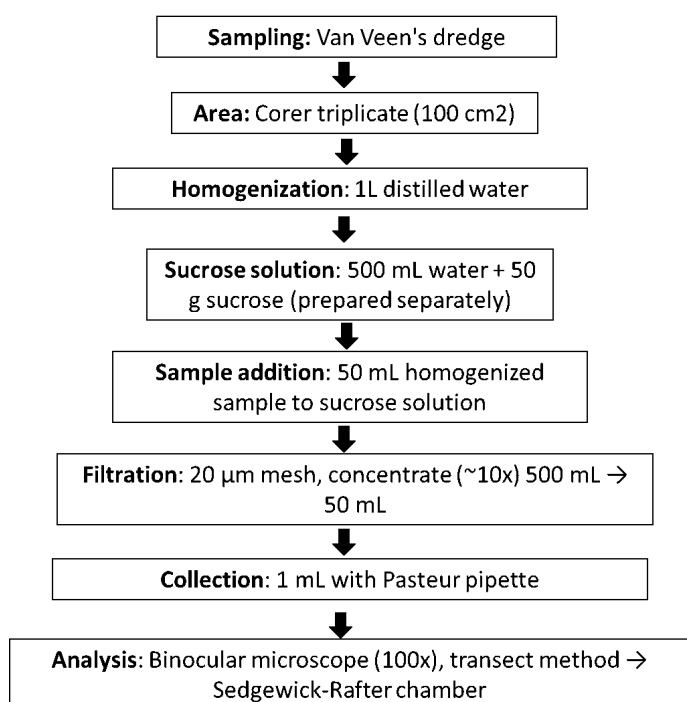 Sampling: Van Veen's dredge
Area: Corer triplicate (100 cm2)
Homogenization: 1L distilled water
Sucrose solution: 500 mL water + 50
g sucrose (prepared separately)
Sample addition: 50 mL homogenized
sample to sucrose solution
Filtration: 20 µm mesh, concentrate (~10x) 500 mL →
50 mL
Collection: 1 mL with Pasteur pipette
Analysis: Binocular microscope (100x), transect method →
Sedgewick-Rafter chamber